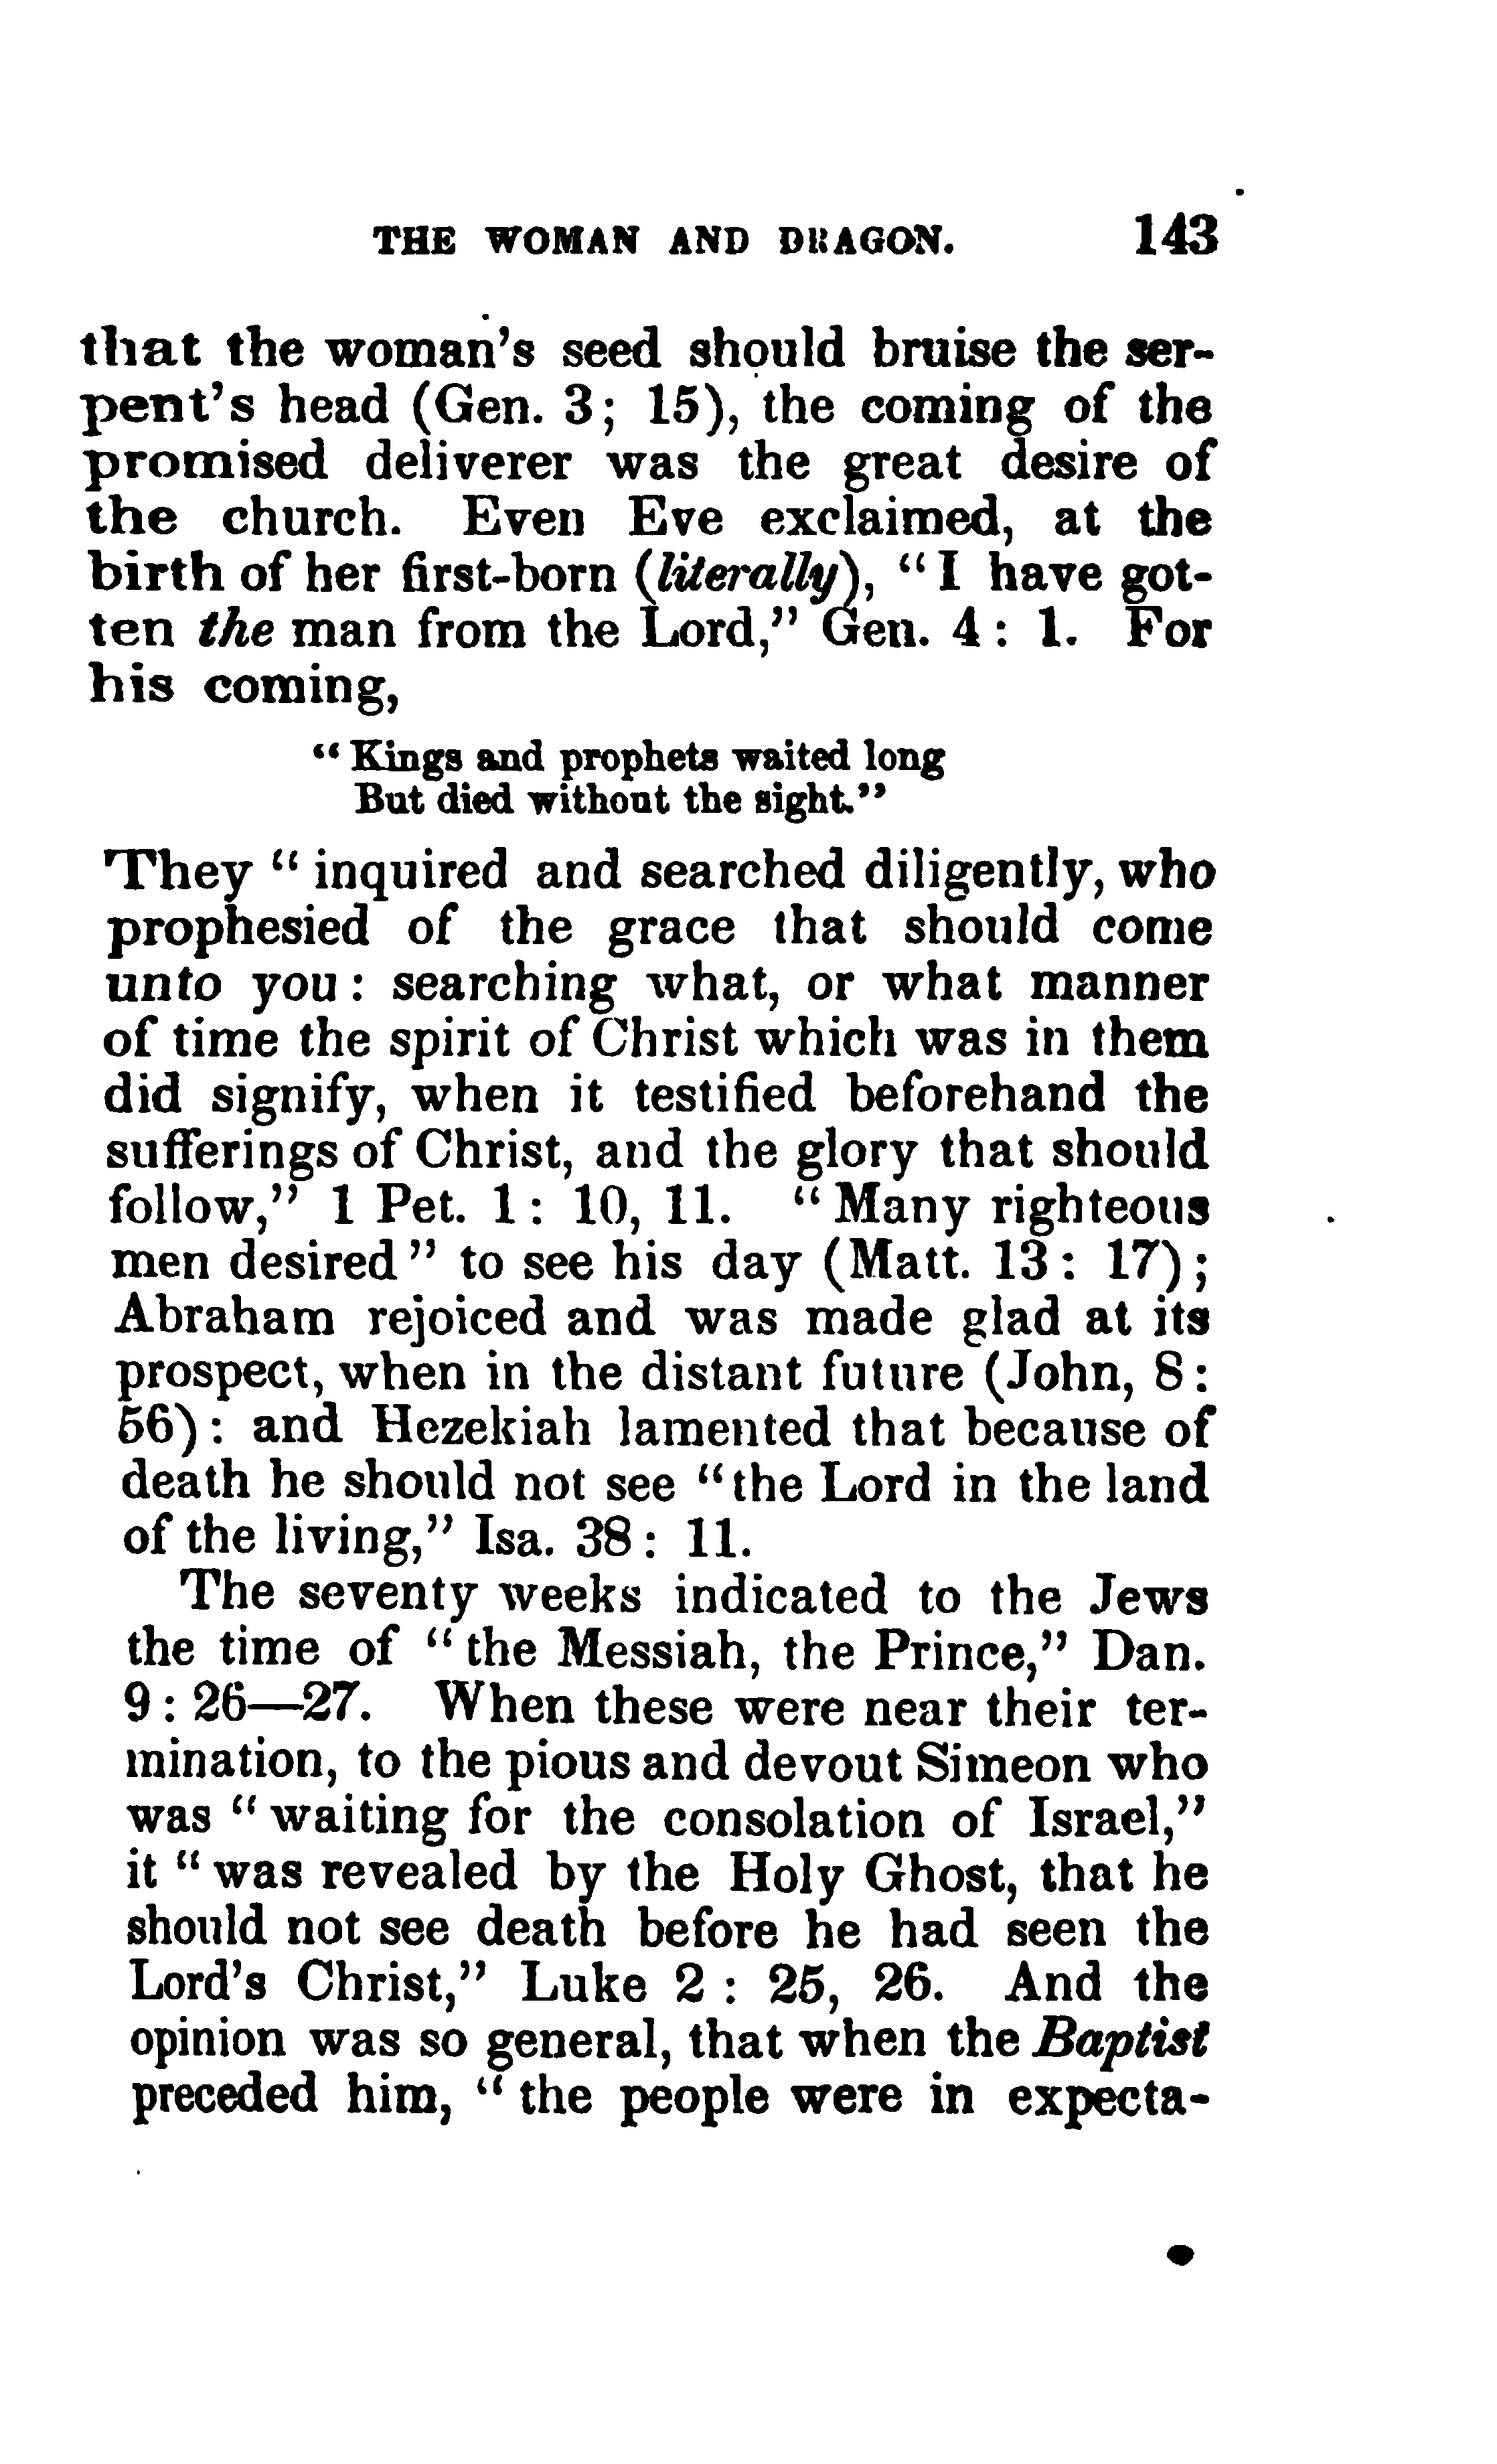 THE WOMAN AND DRAGON. 143
that the woman's seed should bruise the ser-
pent's head (Gen. 3; 15), the coming of the
promised deliverer was the great desire of
the church. Even Eve exclaimed, at the
birth of her first-born (literally), "I have got-
ten the man from the Lord," Gen. 4: 1. For
his coming,
"Kings and prophets waited long
But died without the sight."
They "inquired and searched diligently, who
prophesied of the grace that should come
unto you: searching what, or what manner
of time the spirit of Christ which was in them
did signify, when it testified beforehand the
sufferings of Christ, and the glory that should
follow," 1 Pet. 1: 10, 11. "Many righteous
men desired" to see his day (Matt. 13: 17);
Abraham rejoiced and was made glad at its
prospect, when in the distant future (John, 8:
56): and Hezekiah lamented that because of
death he should not see "the Lord in the land
of the living," Isa. 38: 11.
The seventy weeks indicated to the Jews
the time of "the Messiah, the Prince," Dan.
9: 26—27. When these were near their ter-
mination, to the pious and devout Simeon who
was "waiting for the consolation of Israel,"
it "was revealed by the Holy Ghost, that he
should not see death before he had seen the
Lord's Christ," Luke 2: 25, 26. And the
opinion was so general, that when the Baptist
preceded him, "the people were in expecta-